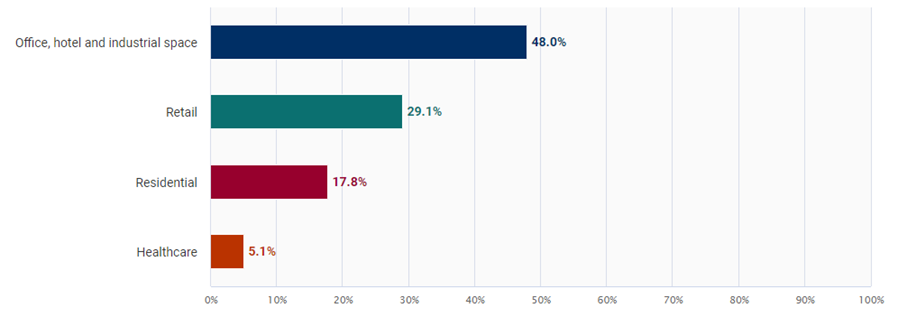 Office, hotel and industrial space
48.0%
Retail
29.1%
Residential
17.8%
Healthcare
5.1%
0% 10% 20% 30% 40% 50% 60% 70% 80% 90% 100%